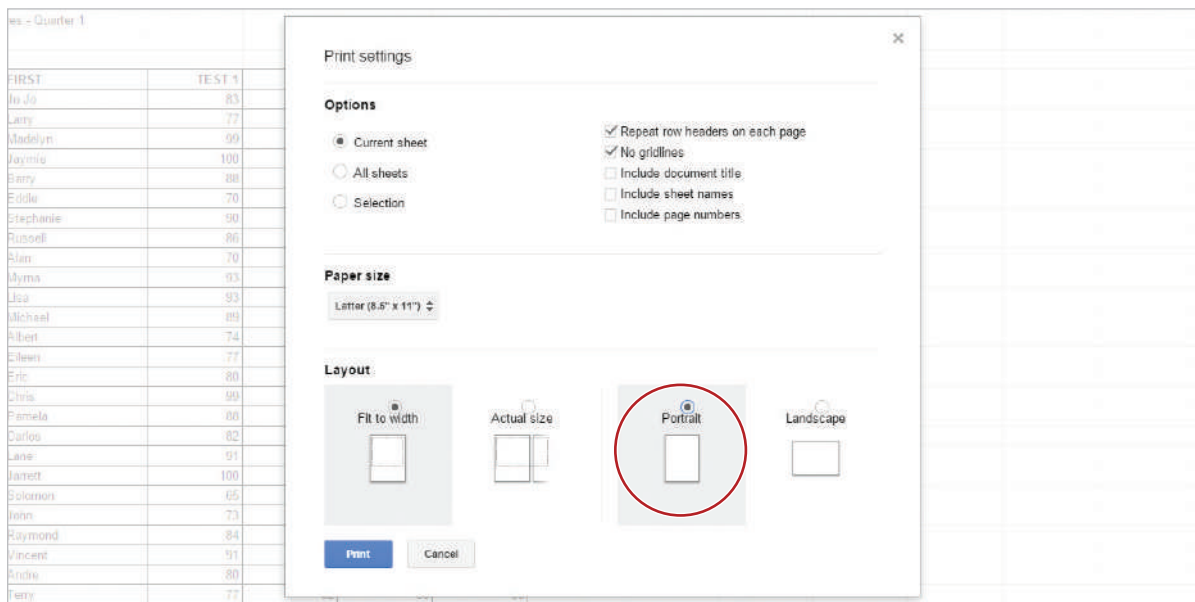 es - Quarter 1
FIRST TEST 1
Jo Jo 83
Larry 77
Madelyn 99
Jaymie 100
Barry 88
Eddie 70
Stephanie 90
Russell 86
Alan 70
Myrna 93
Lisa 93
Michael 89
Albert 74
Eileen 77
Eric 80
Chris 99
Pamela 88
Carlos 82
Lane 91
Jarrett 100
Solomon 65
John 73
Raymond 84
Vincent 91
Andre 80
Terry 77
Print settings
Options
Current sheet
All sheets
Selection
Repeat row headers on each page
No gridlines
Include document title
Include sheet names
Include page numbers
Paper size
Letter (8.5" x 11")
Layout
Fit to width
Actual size
Portrait
Landscape
Print
Cancel